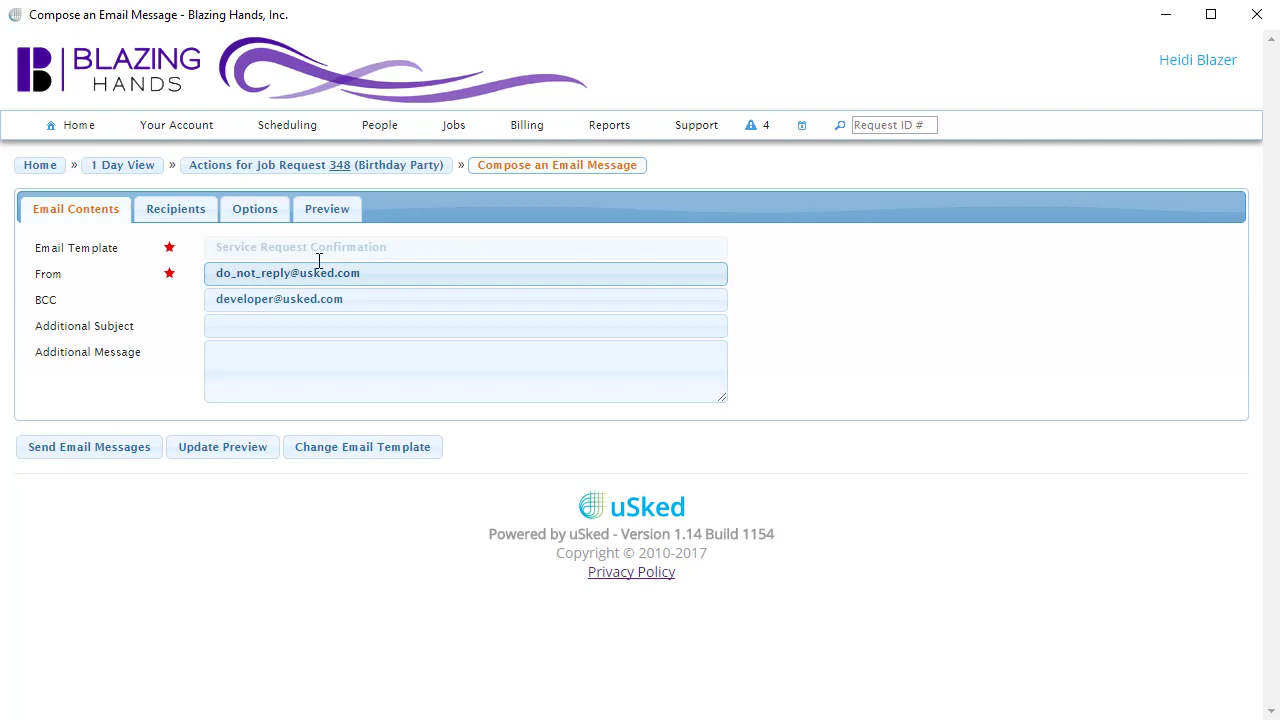 Compose an Email Message - Blazing Hands, Inc.
BLAZING
HANDS
Heidi Blazer
Home Your Account Scheduling People Jobs Billing Reports Support 4 Request ID #
Home » 1 Day View » Actions for Job Request 348 (Birthday Party) » Compose an Email Message
Email Contents Recipients Options Preview
Email Template Service Request Confirmation
From do_not_reply@usked.com
BCC developer@usked.com
Additional Subject
Additional Message
Send Email Messages Update Preview Change Email Template
uSked
Powered by uSked - Version 1.14 Build 1154
Copyright © 2010-2017
Privacy Policy